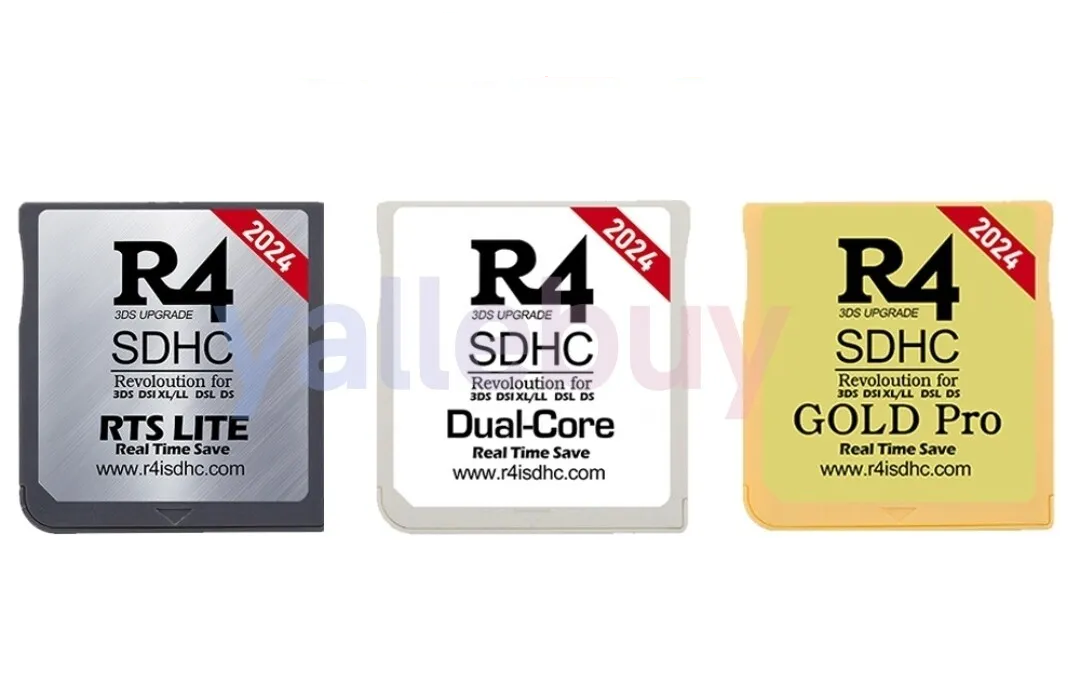 2024
R4
3DS UPGRADE
SDHC
Revoloution for
3DS DSI XL/LL DSL DS
RTS LITE
Real Time Save
www.r4isdhc.com
2024
R4
3DS UPGRADE
SDHC
Revoloution for
3DS DSI XL/LL DSL DS
Dual-Core
Real Time Save
www.r4isdhc.com
2024
R4
3DS UPGRADE
SDHC
Revoloution for
3DS DSI XL/LL DSL DS
GOLD Pro
Real Time Save
www.r4isdhc.com
yallebuy